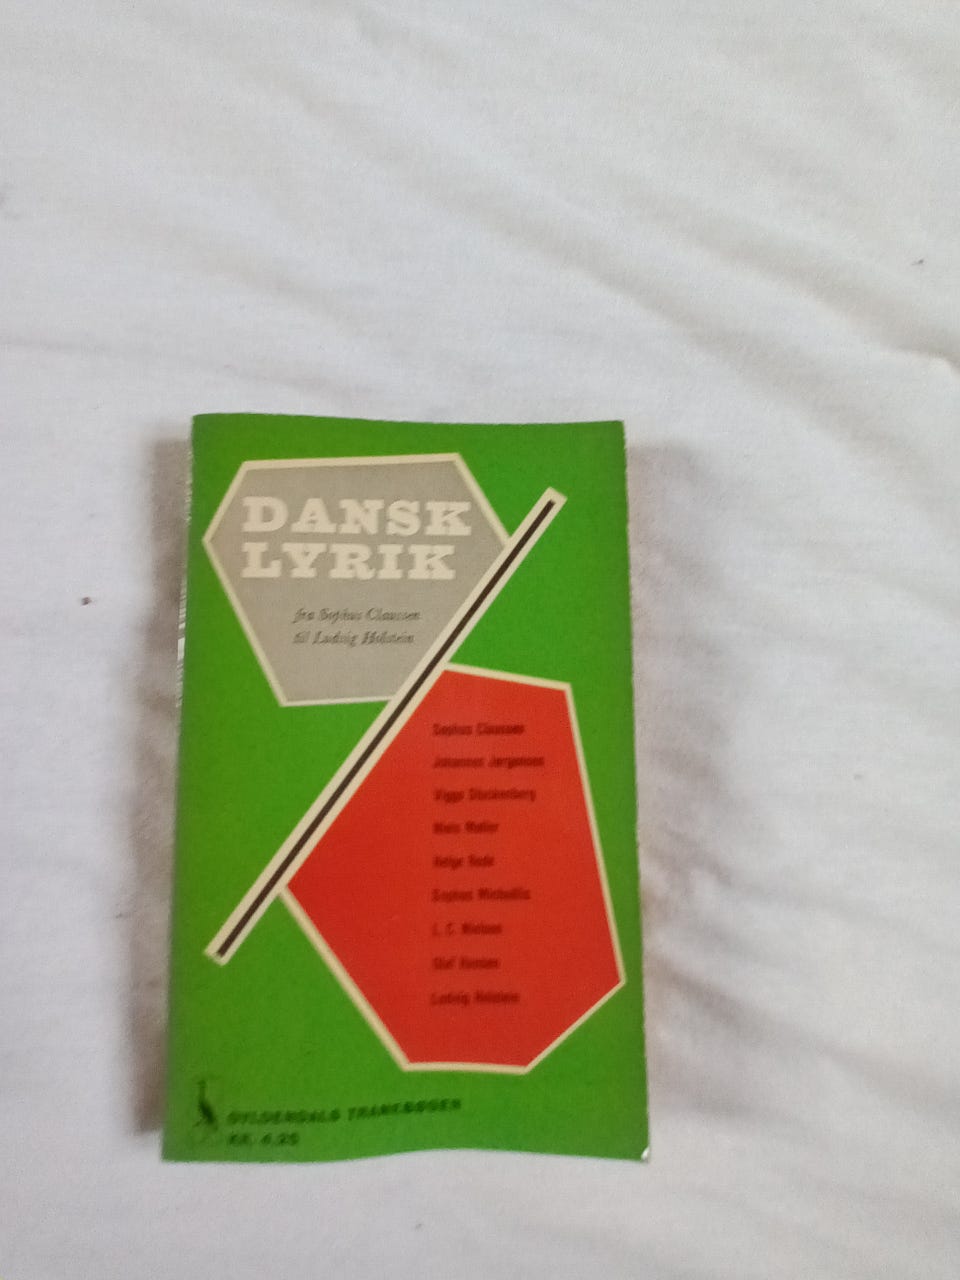 DANSK
LYRIK
fra Sophus Claussen
til Ludvig Holstein
Sophus Claussen
Johannes Jørgensen
Viggo Stuckenberg
Niels Møller
Helge Rode
Sophus Michaëlis
L. C. Nielsen
Olaf Hansen
Ludvig Holstein
GYLDENDALS TRANEBØGER
KR. 4.25